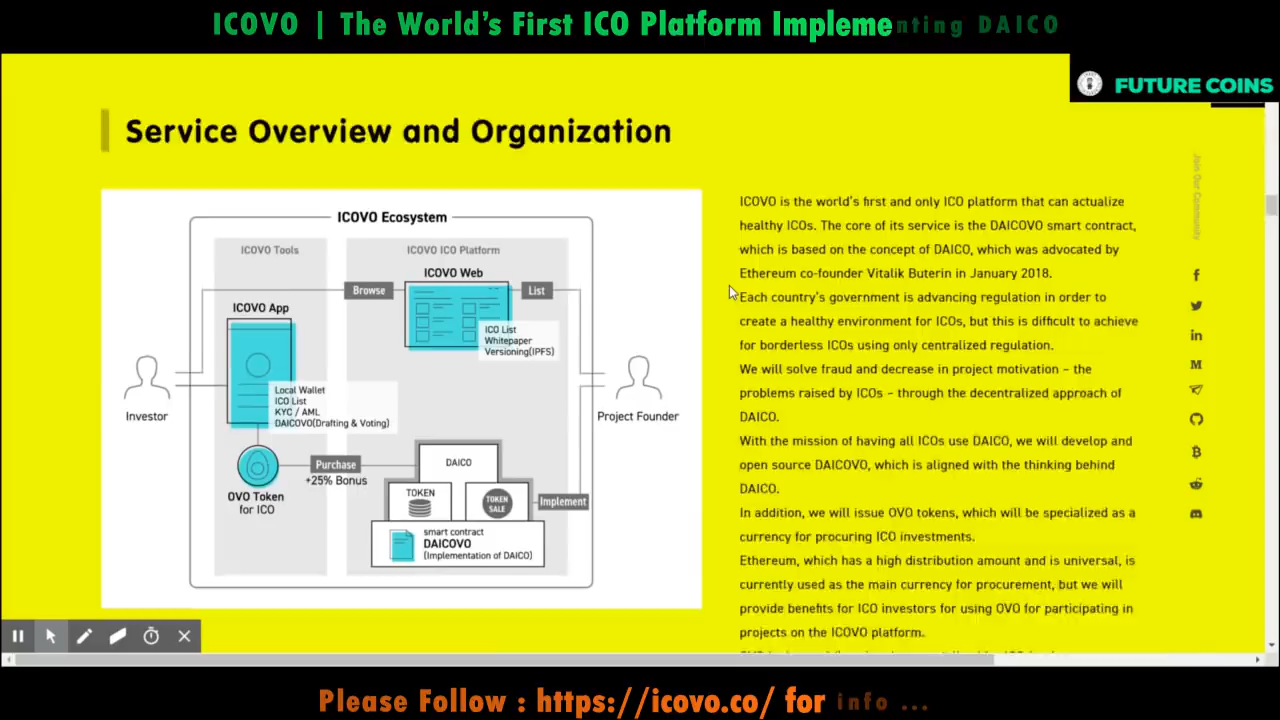 ICOVO | The World's First ICO Platform Implementing DAICO
FUTURE COINS
Service Overview and Organization
ICOVO Ecosystem
ICOVO Tools
ICOVO ICO Platform
ICOVO Web
Browse
List
ICOVO App
ICO List
Whitepaper
Versioning(IPFS)
Local Wallet
ICO List
KYC / AML
DAICOVO(Drafting & Voting)
Investor
Project Founder
DAICO
Purchase
+25% Bonus
OVO Token
for ICO
TOKEN
TOKEN
SALE
Implement
smart contract
DAICOVO
(Implementation of DAICO)
ICOVO is the world's first and only ICO platform that can actualize
healthy ICOs. The core of its service is the DAICOVO smart contract,
which is based on the concept of DAICO, which was advocated by
Ethereum co-founder Vitalik Buterin in January 2018.
Each country's government is advancing regulation in order to
create a healthy environment for ICOs, but this is difficult to achieve
for borderless ICOs using only centralized regulation.
We will solve fraud and decrease in project motivation – the
problems raised by ICOs – through the decentralized approach of
DAICO.
With the mission of having all ICOs use DAICO, we will develop and
open source DAICOVO, which is aligned with the thinking behind
DAICO.
In addition, we will issue OVO tokens, which will be specialized as a
currency for procuring ICO investments.
Ethereum, which has a high distribution amount and is universal, is
currently used as the main currency for procurement, but we will
provide benefits for ICO investors for using OVO for participating in
projects on the ICOVO platform.
Join Our Community
Please Follow : https://icovo.co/ for info ...